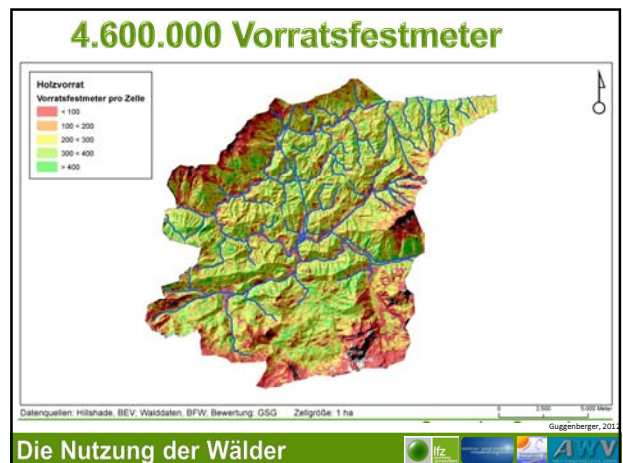 4.600.000 Vorratsfestmeter
Holzvorrat
Vorratsfestmeter pro Zelle
< 100
100 < 200
200 < 300
300 < 400
> 400
Datenquellen: Hillshade, BEV; Walddaten, BFW; Bewertung: GSG Zellgröße: 1 ha
0 2.500 5.000 Meter
Guggenberger, 2012
Die Nutzung der Wälder
lfz
AWV